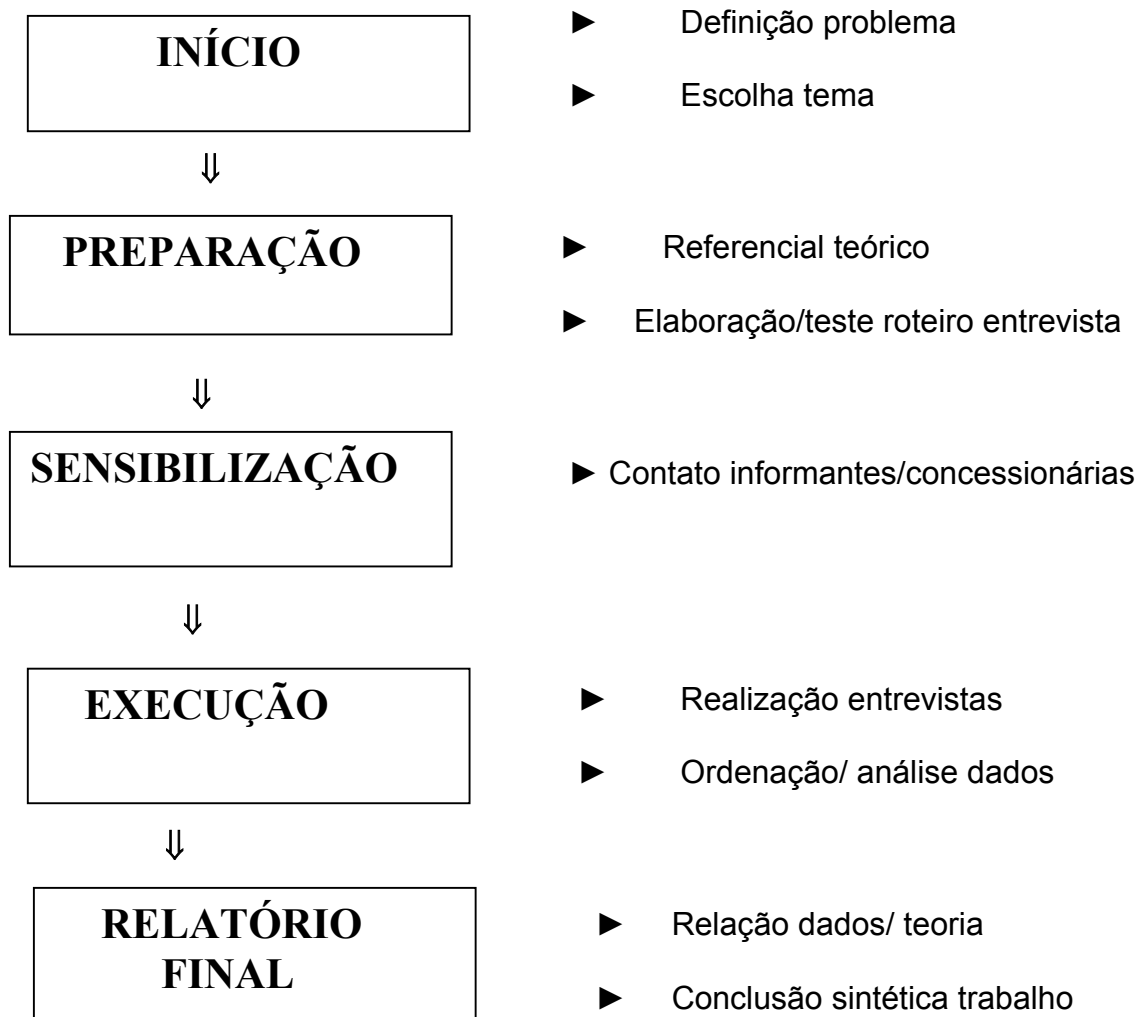 INÍCIO
► Definição problema
► Escolha tema
⇓
PREPARAÇÃO
► Referencial teórico
► Elaboração/teste roteiro entrevista
⇓
SENSIBILIZAÇÃO
► Contato informantes/concessionárias
⇓
EXECUÇÃO
► Realização entrevistas
► Ordenação/ análise dados
⇓
RELATÓRIO
FINAL
► Relação dados/ teoria
► Conclusão sintética trabalho